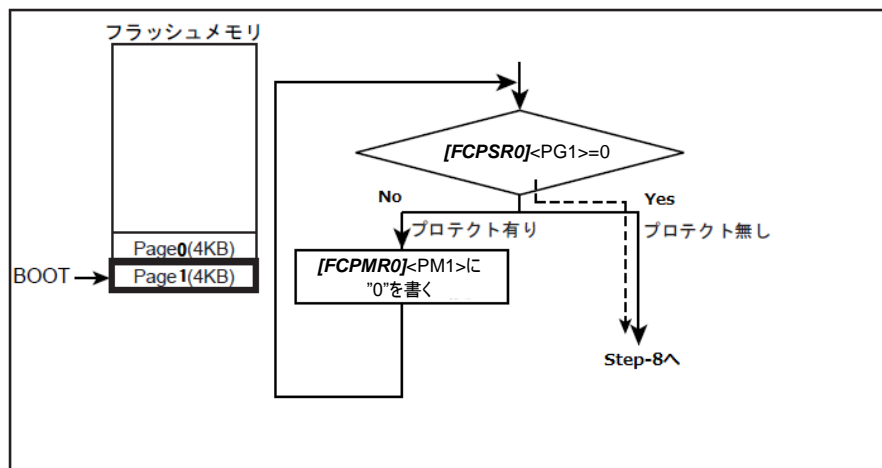 フラッシュメモリ
[FCPSR0]<PG1>=0
No
Yes
プロテクト有り
プロテクト無し
Page0(4KB)
BOOT
Page1(4KB)
[FCPMR0]<PM1>に
”0”を書く
Step-8へ